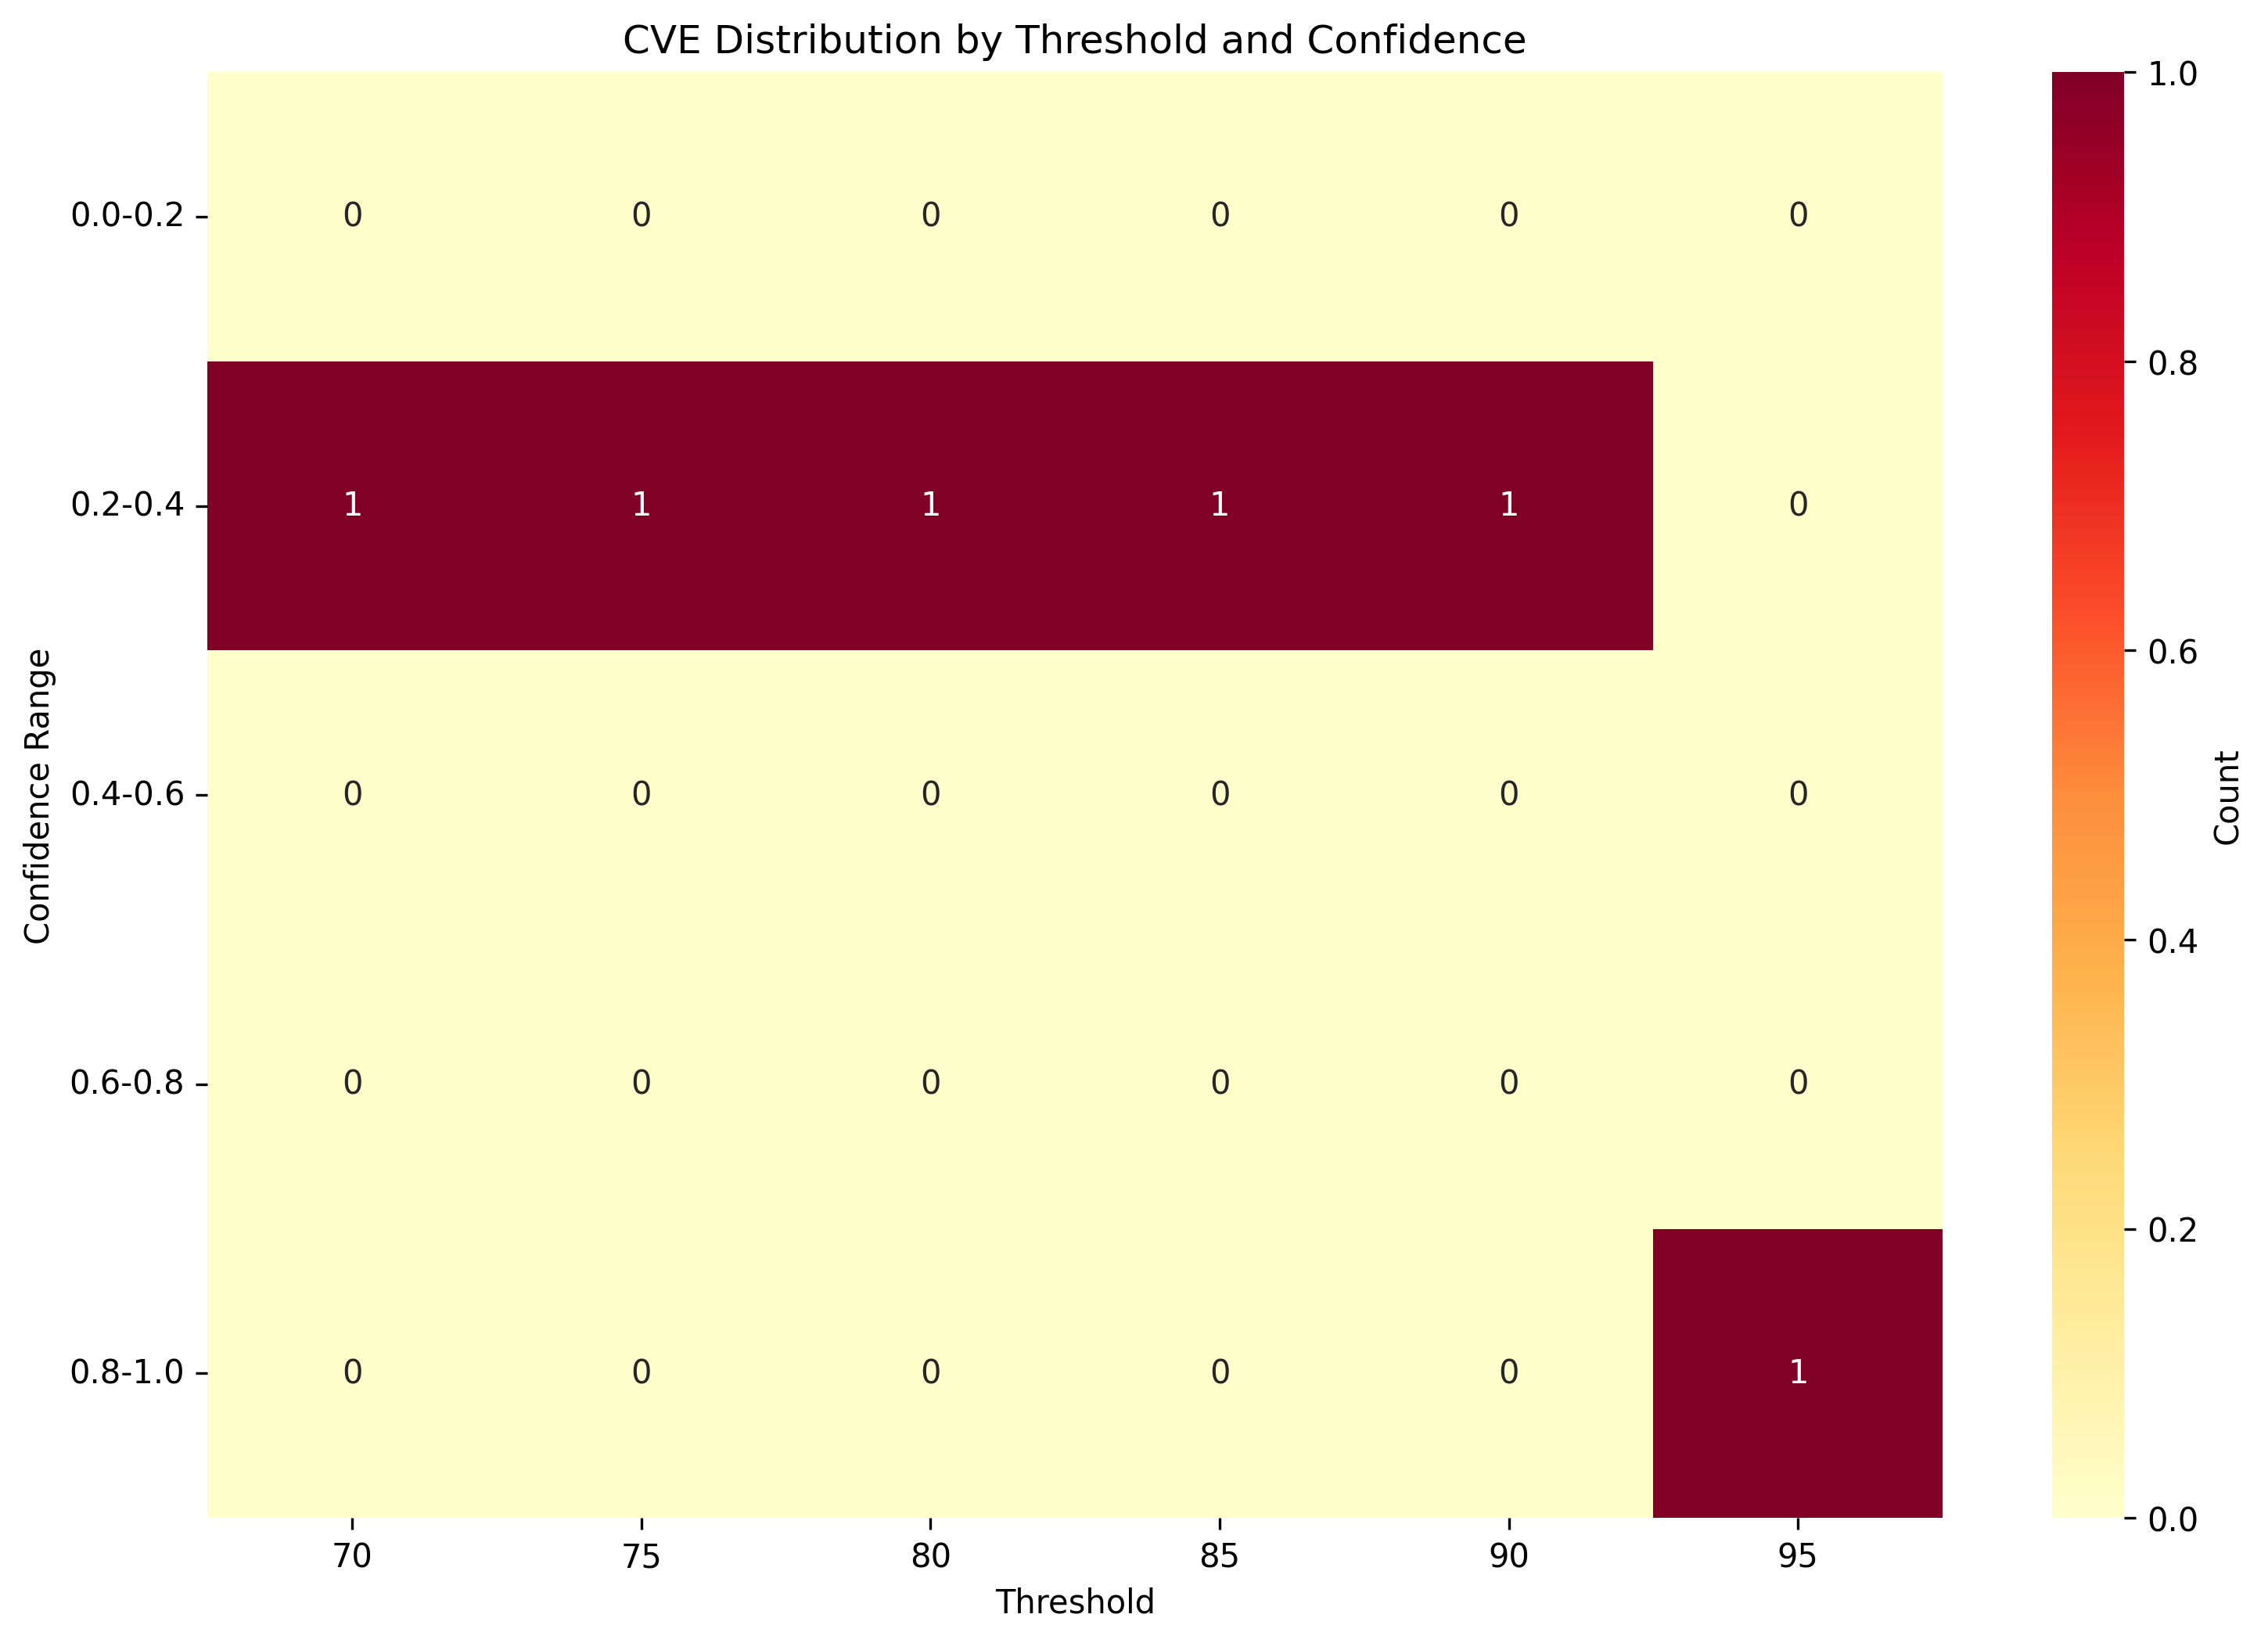 CVE Distribution by Threshold and Confidence
Confidence Range
0.0-0.2 0 0 0 0 0 0
0.2-0.4 1 1 1 1 1 0
0.4-0.6 0 0 0 0 0 0
0.6-0.8 0 0 0 0 0 0
0.8-1.0 0 0 0 0 0 1
70 75 80 85 90 95
Threshold
1.0
0.8
0.6
0.4
0.2
0.0
Count